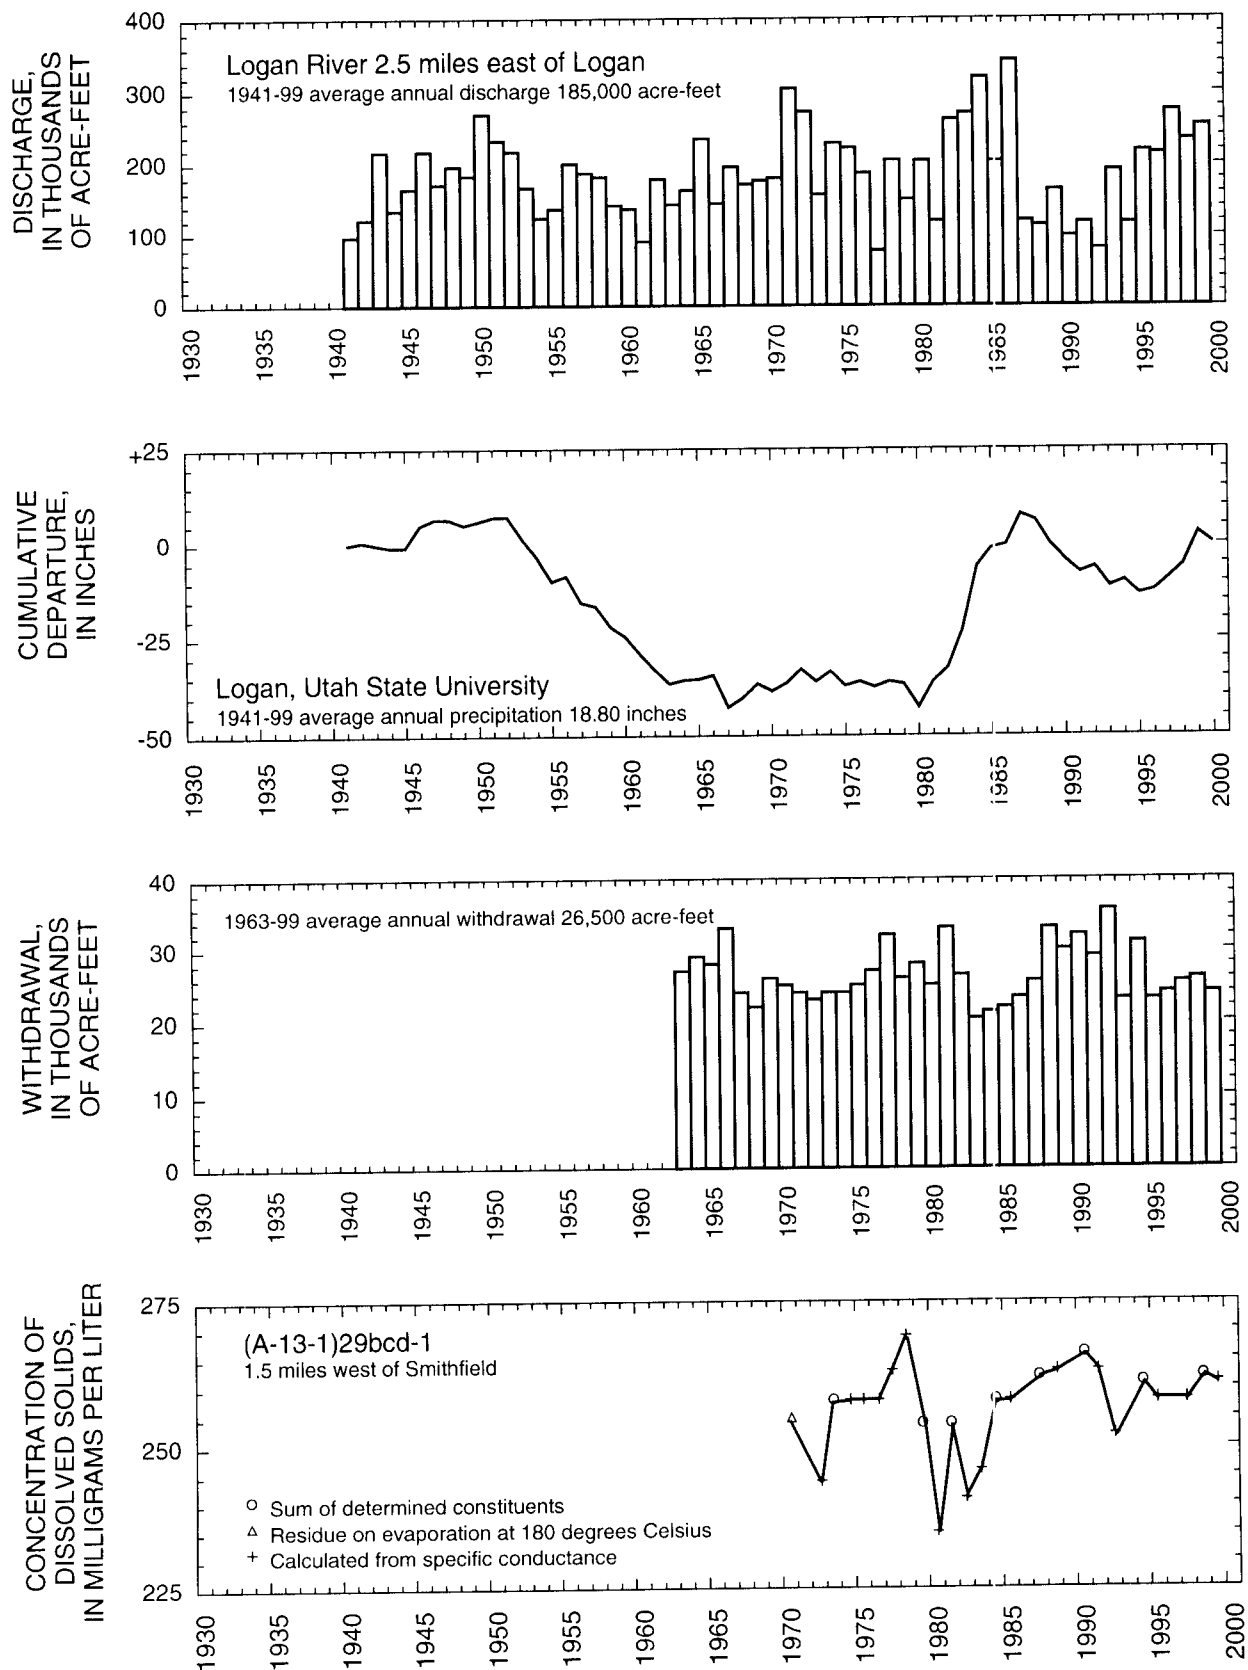 DISCHARGE,
IN THOUSANDS
OF ACRE-FEET
400
300
200
100
0
Logan River 2.5 miles east of Logan
1941-99 average annual discharge 185,000 acre-feet
1930 1935 1940 1945 1950 1955 1960 1965 1970 1975 1980 1985 1990 1995 2000
CUMULATIVE
DEPARTURE,
IN INCHES
+25
0
-25
-50
Logan, Utah State University
1941-99 average annual precipitation 18.80 inches
1930 1935 1940 1945 1950 1955 1960 1965 1970 1975 1980 1985 1990 1995 2000
WITHDRAWAL,
IN THOUSANDS
OF ACRE-FEET
40
30
20
10
0
1963-99 average annual withdrawal 26,500 acre-feet
1930 1935 1940 1945 1950 1955 1960 1965 1970 1975 1980 1985 1990 1995 2000
CONCENTRATION OF
DISSOLVED SOLIDS,
IN MILLIGRAMS PER LITER
275
250
225
(A-13-1)29bcd-1
1.5 miles west of Smithfield
Sum of determined constituents
Residue on evaporation at 180 degrees Celsius
Calculated from specific conductance
1930 1935 1940 1945 1950 1955 1960 1965 1970 1975 1980 1985 1990 1995 2000